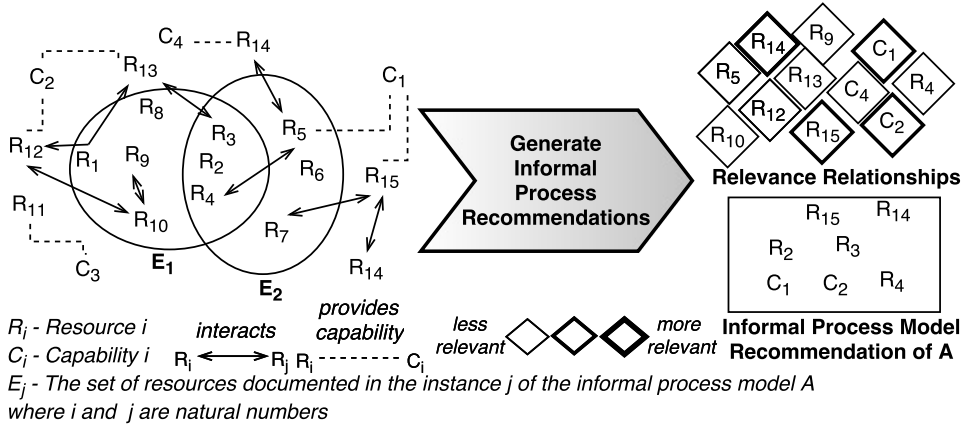 C4 R14
C2 R13 C1
R8
R3 R5
R12 R1 R9 R2 R6
R4 R15
R11 R10
R7
C3 E1 R14
E2
Generate
Informal
Process
Recommendations
R14 R9 C1
R5 R13 C4 R4
R12
R10 R15 C2
Relevance Relationships
R15 R14
R2 R3
C1 C2 R4
Informal Process Model
Recommendation of A
Ri - Resource i
Ci - Capability i
interacts
Ri Rj
provides
capability
Ri Ci
less
relevant
more
relevant
Ej - The set of resources documented in the instance j of the informal process model A
where i and j are natural numbers